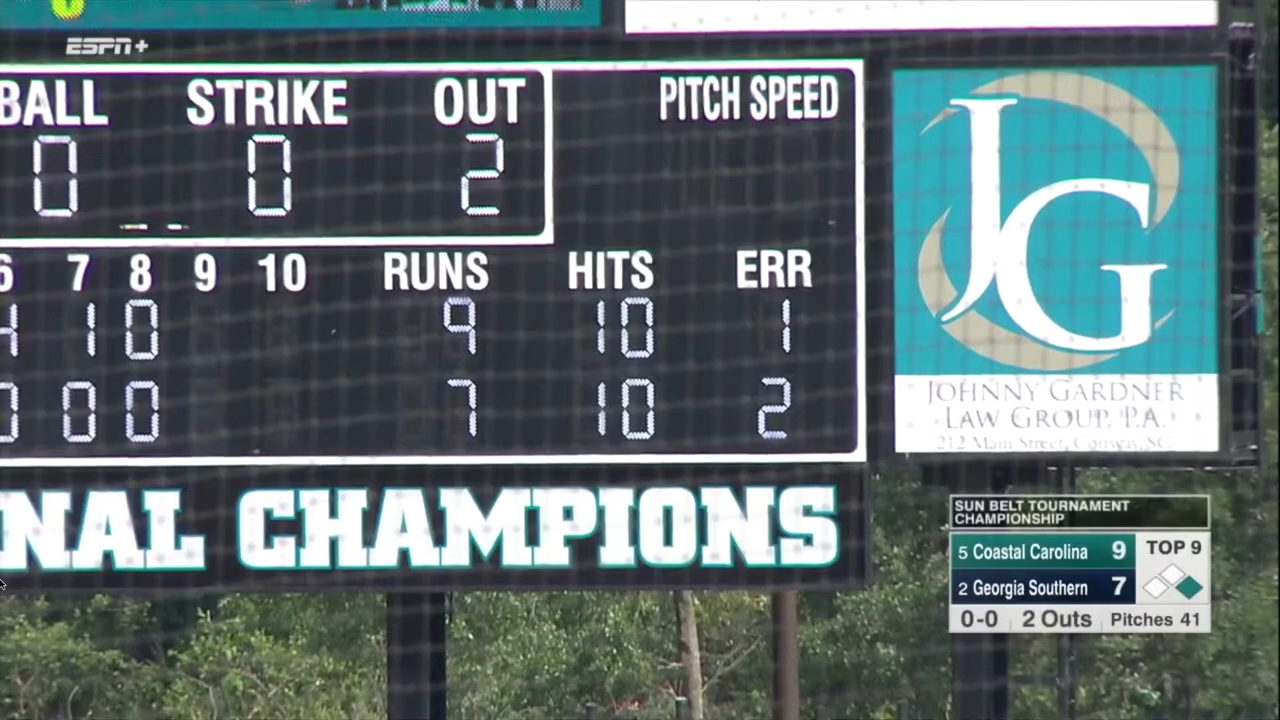 ESPN+
BALL STRIKE OUT PITCH SPEED
0 0 2
6 7 8 9 10 RUNS HITS ERR
4 1 0 9 10 1
0 0 0 7 10 2
NAL CHAMPIONS
JG
JOHNNY GARDNER
LAW GROUP, P.A.
212 Main Street, Conway, SC
SUN BELT TOURNAMENT
CHAMPIONSHIP
5 Coastal Carolina 9 TOP 9
2 Georgia Southern 7
0-0 2 Outs Pitches 41